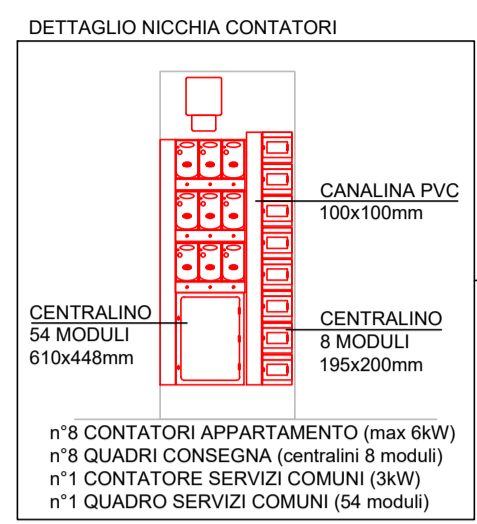 DETTAGLIO NICCHIA CONTATORI
CANALINA PVC
100x100mm
CENTRALINO
54 MODULI
610x448mm
CENTRALINO
8 MODULI
195x200mm
n°8 CONTATORI APPARTAMENTO (max 6kW)
n°8 QUADRI CONSEGNA (centralini 8 moduli)
n°1 CONTATORE SERVIZI COMUNI (3kW)
n°1 QUADRO SERVIZI COMUNI (54 moduli)